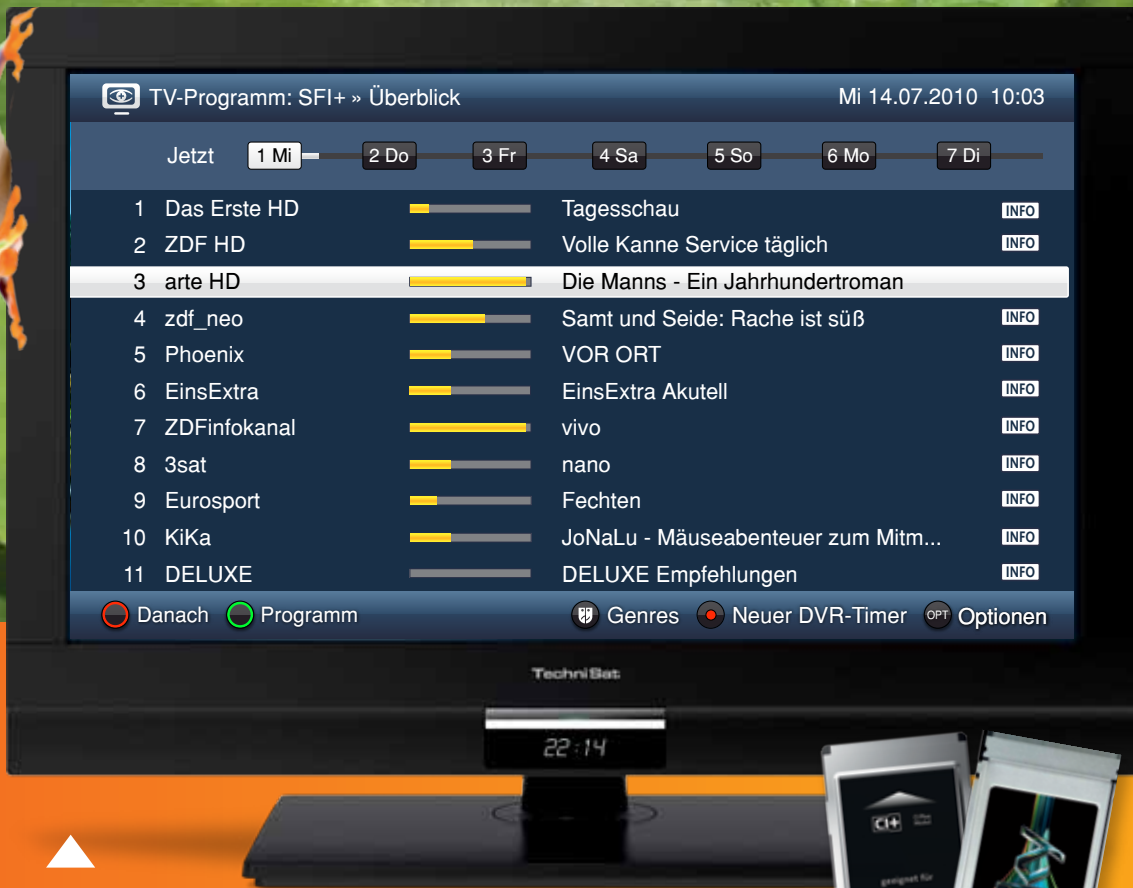 TV-Programm: SFI+ » Überblick Mi 14.07.2010 10:03
Jetzt 1 Mi 2 Do 3 Fr 4 Sa 5 So 6 Mo 7 Di
1 Das Erste HD Tagesschau INFO
2 ZDF HD Volle Kanne Service täglich INFO
3 arte HD Die Manns - Ein Jahrhundertroman
4 zdf_neo Samt und Seide: Rache ist süß INFO
5 Phoenix VOR ORT INFO
6 EinsExtra EinsExtra Akutell INFO
7 ZDFinfokanal vivo INFO
8 3sat nano INFO
9 Eurosport Fechten INFO
10 KiKa JoNaLu - Mäuseabenteuer zum Mitm... INFO
11 DELUXE DELUXE Empfehlungen INFO
Danach Programm Genres Neuer DVR-Timer OPT Optionen
TechniSat
22:14
CI+
geeignet für